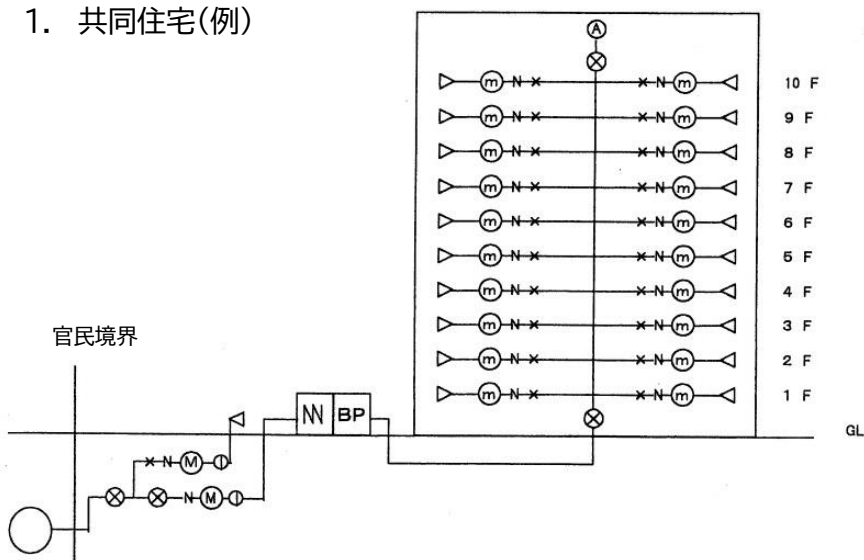 1. 共同住宅(例)
A
m N N m 10 F
m N N m 9 F
m N N m 8 F
m N N m 7 F
m N N m 6 F
m N N m 5 F
m N N m 4 F
m N N m 3 F
m N N m 2 F
m N N m 1 F
官民境界
NN BP
GL
N M
N M